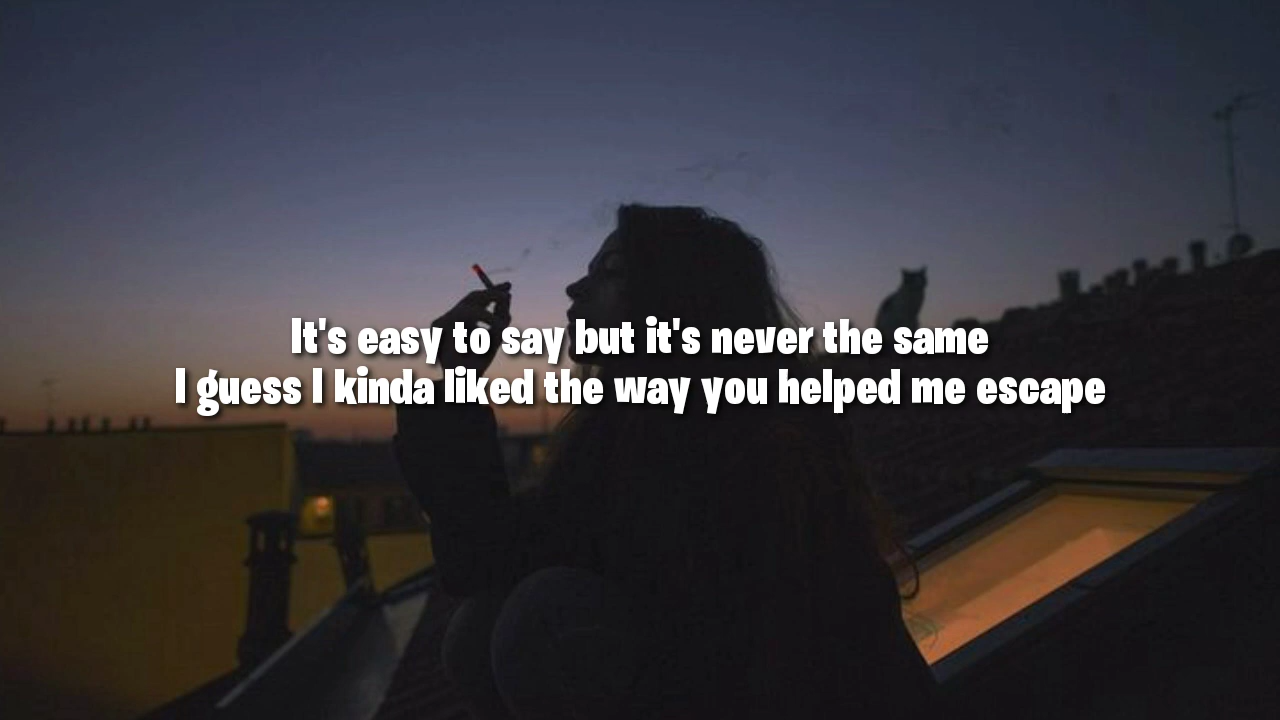 It's easy to say but it's never the same
I guess I kinda liked the way you helped me escape